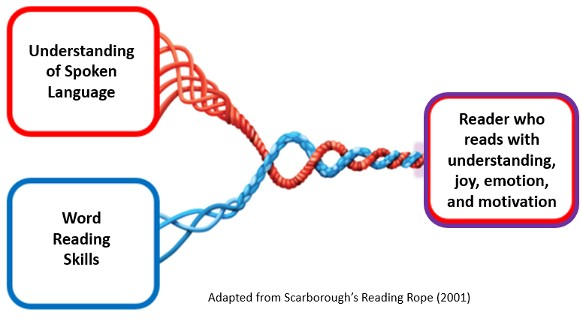 Understanding
of Spoken
Language
Word
Reading
Skills
Reader who
reads with
understanding,
joy, emotion,
and motivation
Adapted from Scarborough’s Reading Rope (2001)